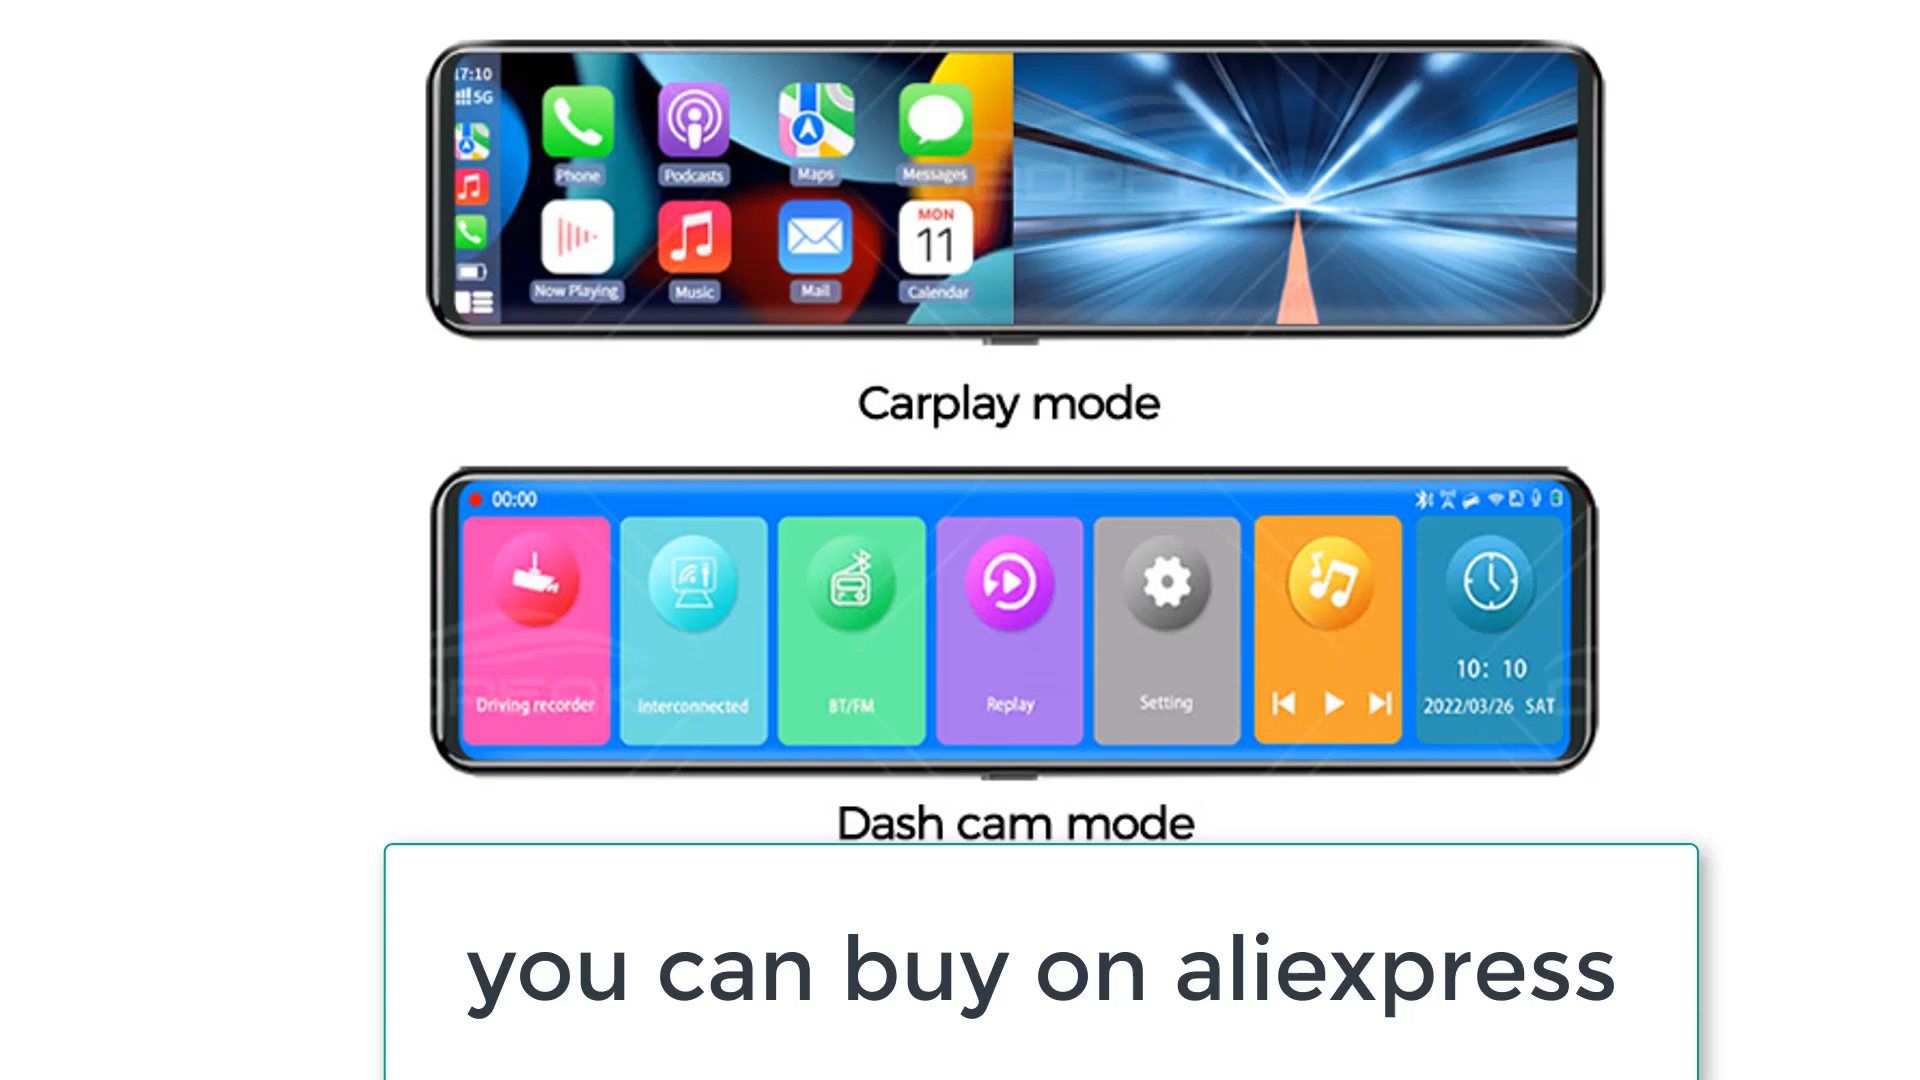 17:10
5G
Phone
Podcasts
Maps
Messages
MON
11
Now Playing
Music
Mail
Calendar
Carplay mode
00:00
Driving recorder
Interconnected
BT/FM
Replay
Setting
10: 10
2022/03/26 SAT
Dash cam mode
you can buy on aliexpress